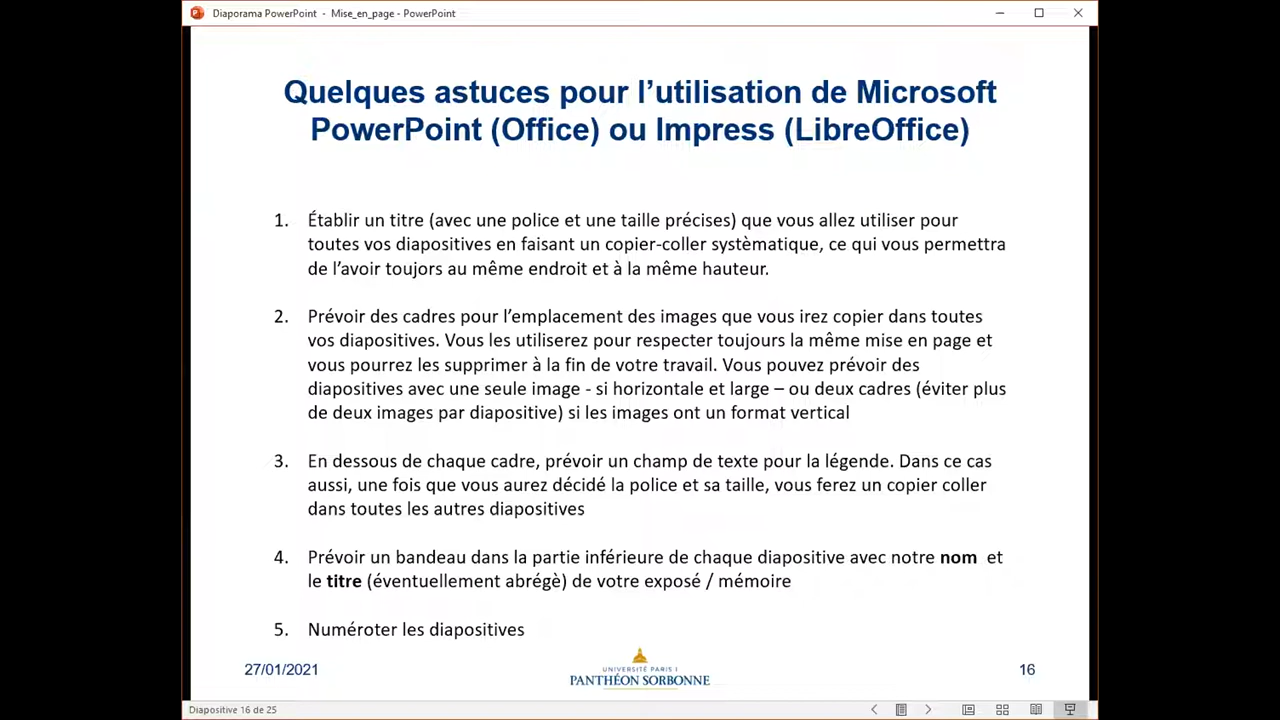 Diaporama PowerPoint - Mise_en_page - PowerPoint
Quelques astuces pour l’utilisation de Microsoft
PowerPoint (Office) ou Impress (LibreOffice)
1. Établir un titre (avec une police et une taille précises) que vous allez utiliser pour
toutes vos diapositives en faisant un copier-coller systèmatique, ce qui vous permettra
de l’avoir toujors au même endroit et à la même hauteur.
2. Prévoir des cadres pour l’emplacement des images que vous irez copier dans toutes
vos diapositives. Vous les utiliserez pour respecter toujours la même mise en page et
vous pourrez les supprimer à la fin de votre travail. Vous pouvez prévoir des
diapositives avec une seule image - si horizontale et large – ou deux cadres (éviter plus
de deux images par diapositive) si les images ont un format vertical
3. En dessous de chaque cadre, prévoir un champ de texte pour la légende. Dans ce cas
aussi, une fois que vous aurez décidé la police et sa taille, vous ferez un copier coller
dans toutes les autres diapositives
4. Prévoir un bandeau dans la partie inférieure de chaque diapositive avec notre nom et
le titre (éventuellement abrégè) de votre exposé / mémoire
5. Numéroter les diapositives
27/01/2021
UNIVERSITÉ PARIS 1
PANTHÉON SORBONNE
16
Diapositive 16 de 25